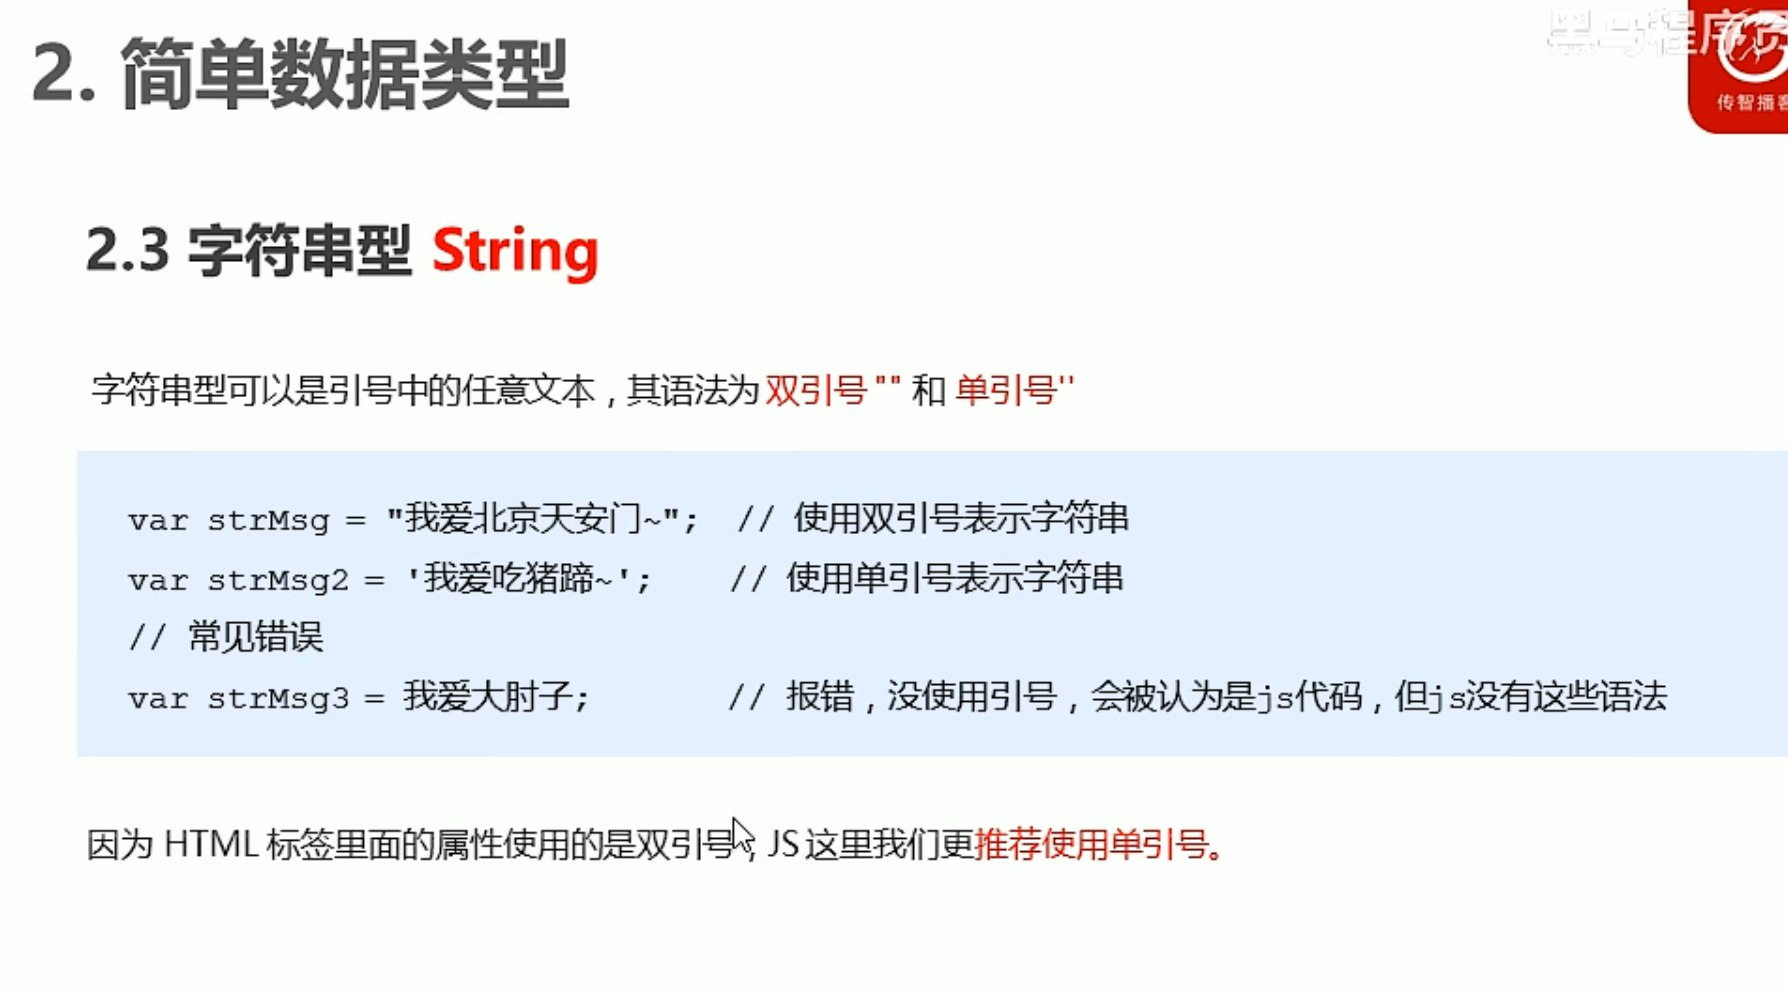 2. 简单数据类型
黑马程序员
传智播客
2.3 字符串型 String
字符串型可以是引号中的任意文本，其语法为 双引号 "" 和 单引号''
var strMsg = "我爱北京天安门~"; // 使用双引号表示字符串
var strMsg2 = '我爱吃猪蹄~'; // 使用单引号表示字符串
// 常见错误
var strMsg3 = 我爱大肘子; // 报错，没使用引号，会被认为是js代码，但js没有这些语法
因为 HTML 标签里面的属性使用的是双引号，JS 这里我们更推荐使用单引号。